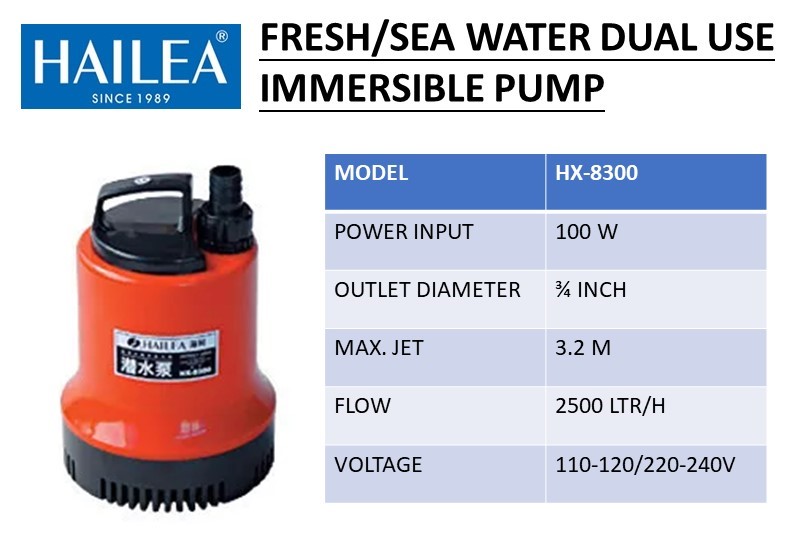 HAILEA®
SINCE 1989
FRESH/SEA WATER DUAL USE
IMMERSIBLE PUMP
MODEL HX-8300
POWER INPUT 100 W
OUTLET DIAMETER ¾ INCH
MAX. JET 3.2 M
FLOW 2500 LTR/H
VOLTAGE 110-120/220-240V
HAILEA 海利
潜水泵
HX-8300